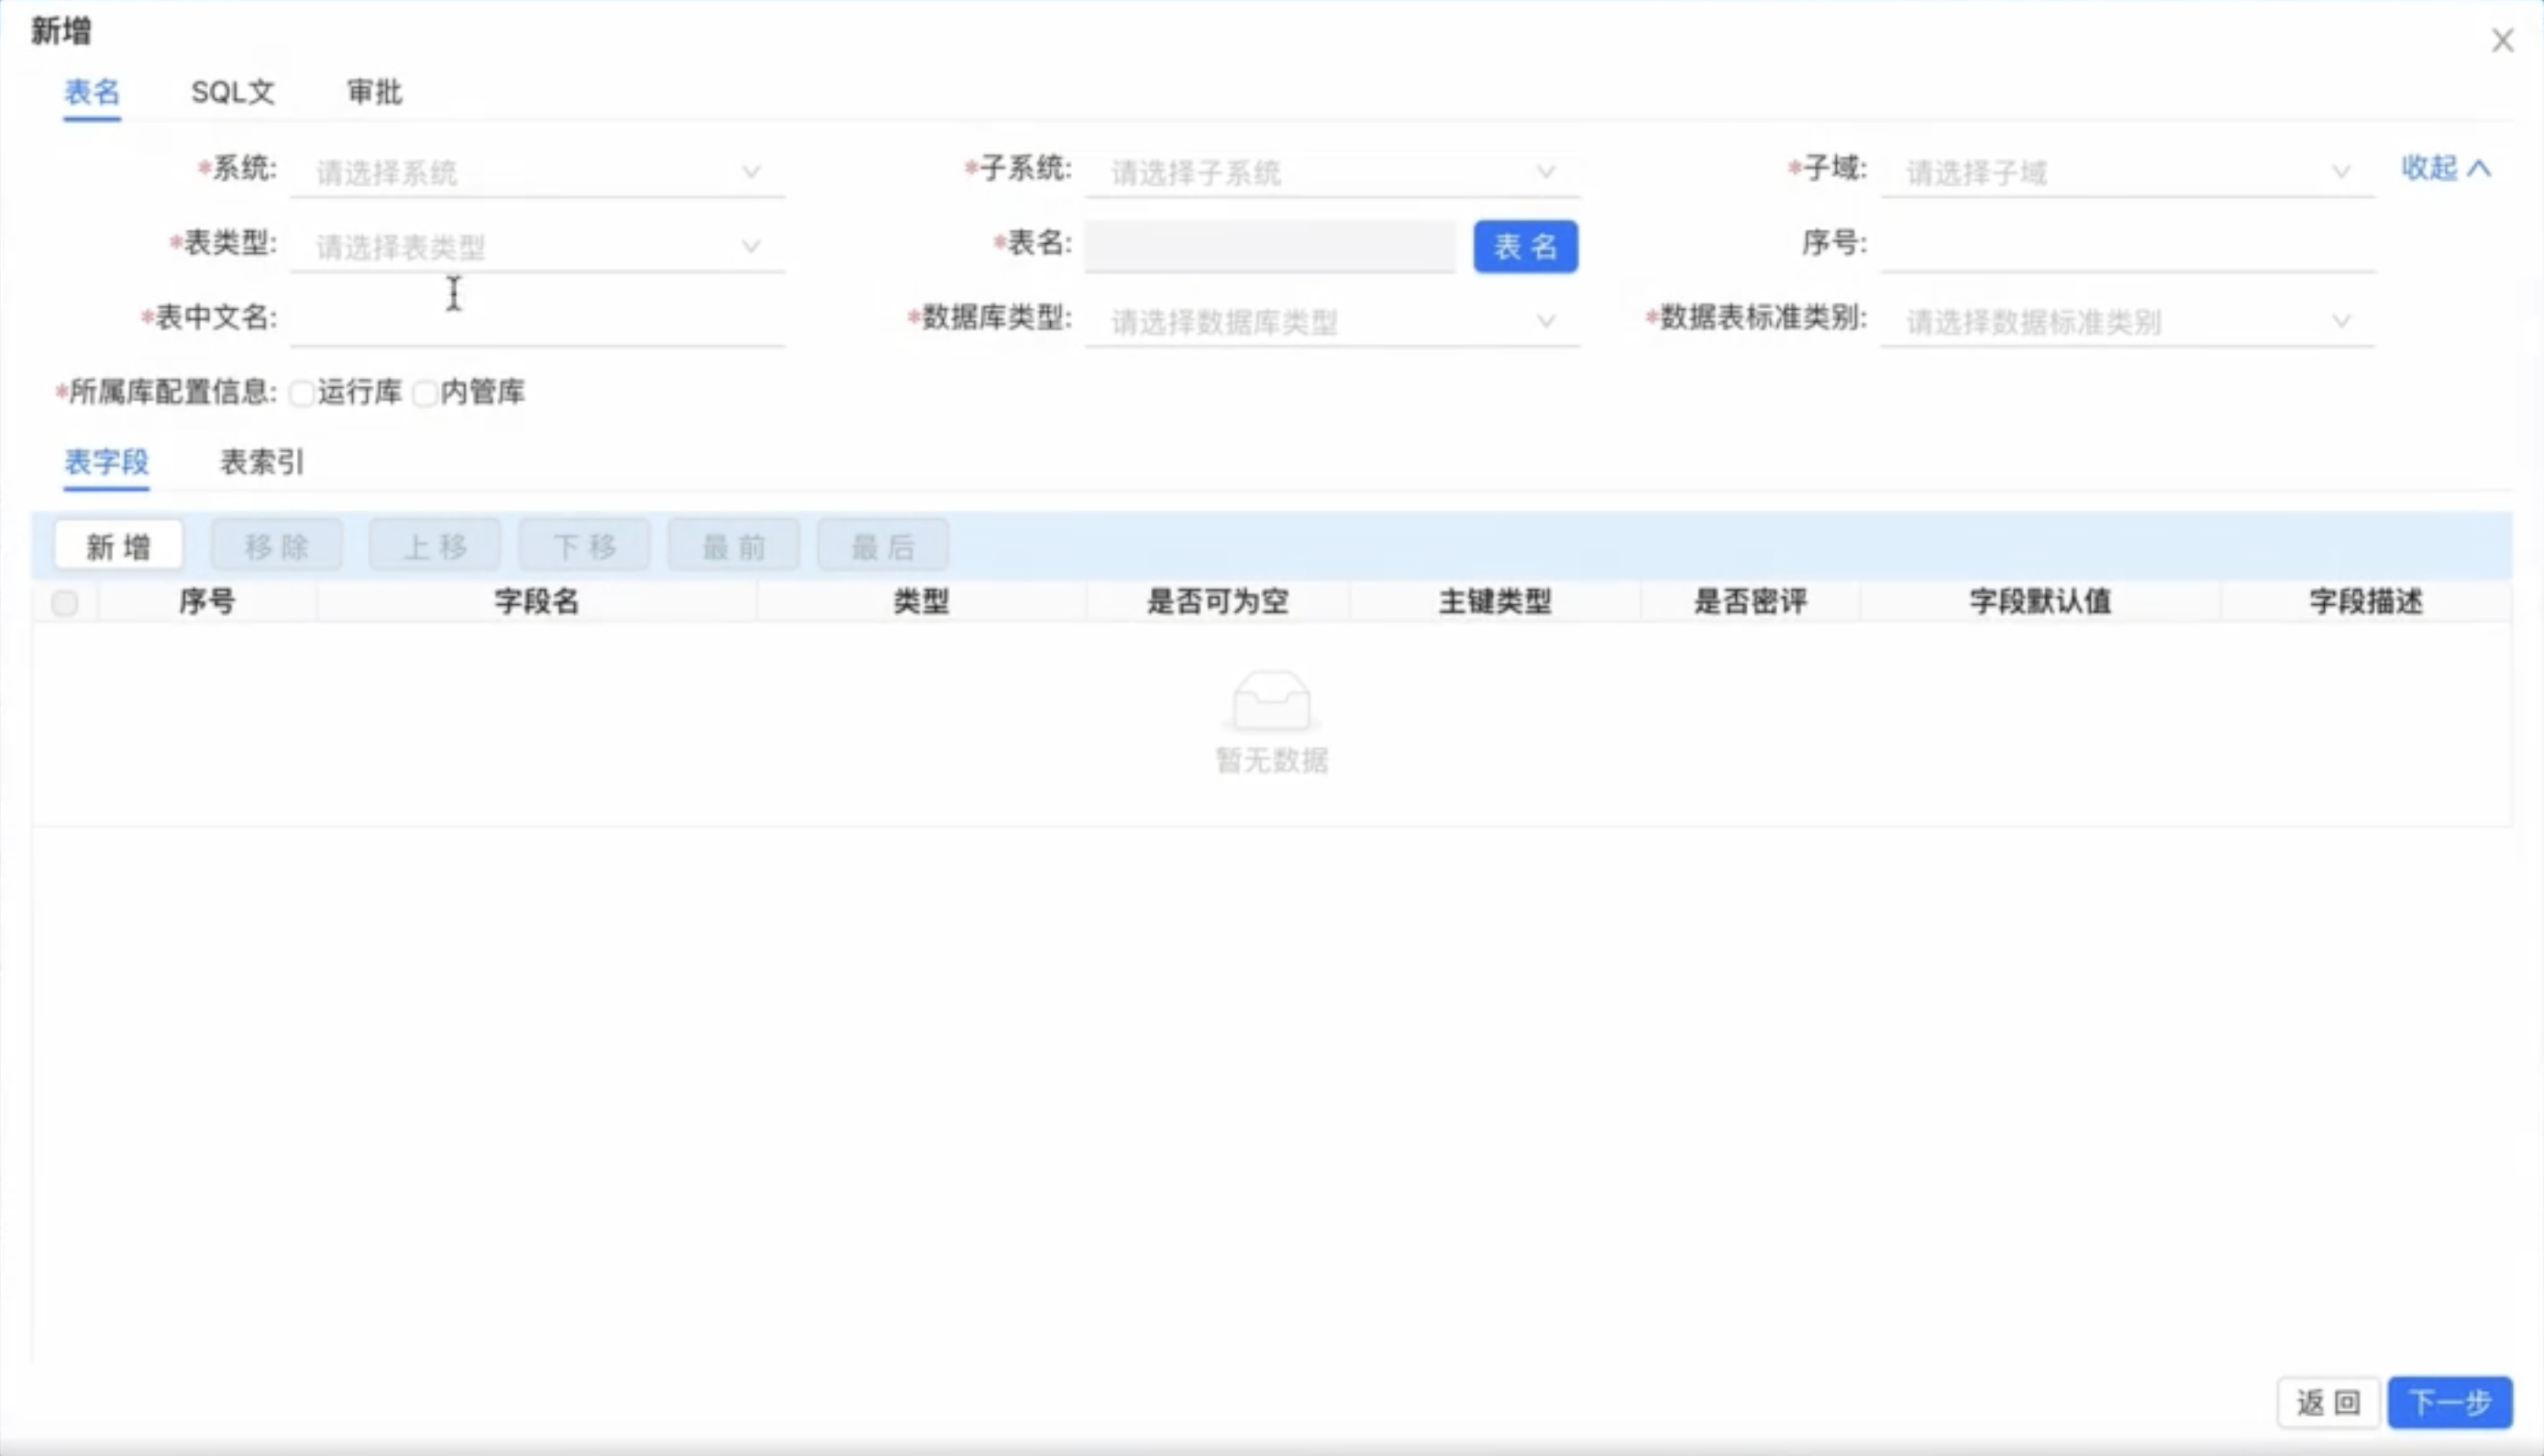 新增
表名 SQL文 审批
*系统: 请选择系统 *子系统: 请选择子系统 *子域: 请选择子域 收起
*表类型: 请选择表类型 *表名: 表名 序号:
*表中文名: *数据库类型: 请选择数据库类型 *数据表标准类别: 请选择数据标准类别
*所属库配置信息: 运行库 内管库
表字段 表索引
新增 移除 上移 下移 最前 最后
序号 字段名 类型 是否可为空 主键类型 是否密评 字段默认值 字段描述
暂无数据
返回 下一步